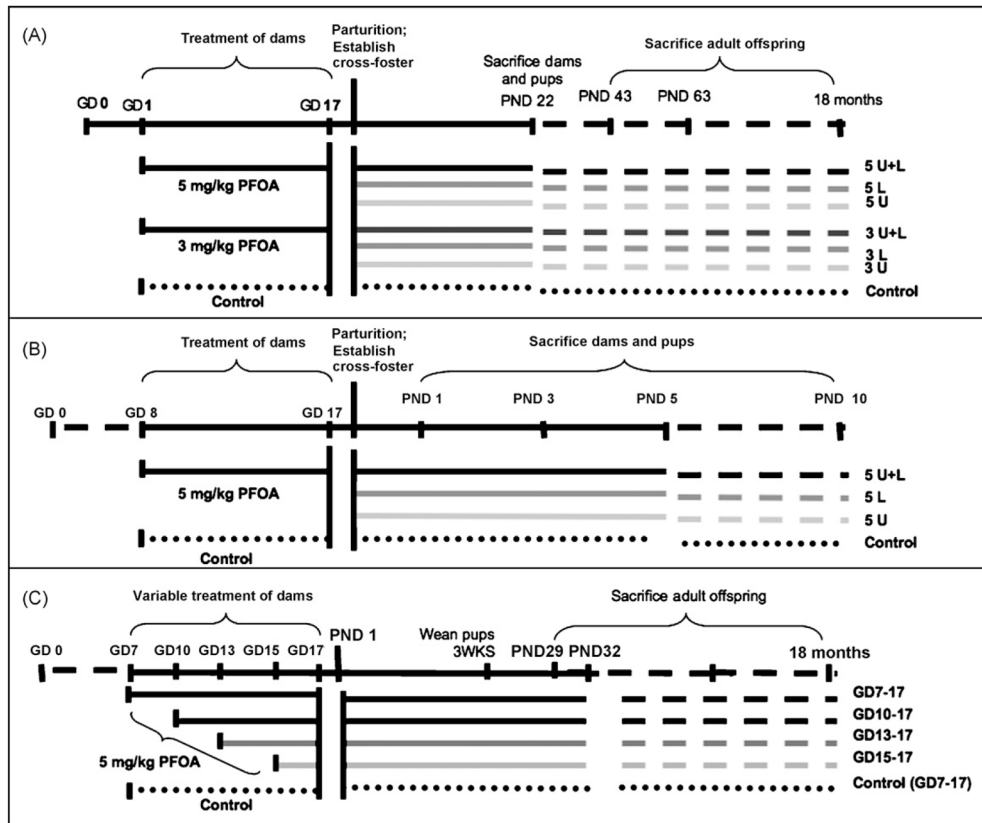 (A)
Treatment of dams
Parturition;
Establish
cross-foster
Sacrifice adult offspring
Sacrifice dams
and pups
GD 0
GD1
GD 17
PND 22
PND 43
PND 63
18 months
5 mg/kg PFOA
5 U+L
5 L
5 U
3 mg/kg PFOA
3 U+L
3 L
3 U
Control
Control
(B)
Treatment of dams
Parturition;
Establish
cross-foster
Sacrifice dams and pups
GD 0
GD 8
GD 17
PND 1
PND 3
PND 5
PND 10
5 mg/kg PFOA
5 U+L
5 L
5 U
Control
Control
(C)
Variable treatment of dams
Sacrifice adult offspring
GD 0
GD7
GD10
GD13
GD15
GD17
PND 1
Wean pups
3WKS
PND29
PND32
18 months
GD7-17
GD10-17
GD13-17
GD15-17
5 mg/kg PFOA
Control
Control (GD7-17)